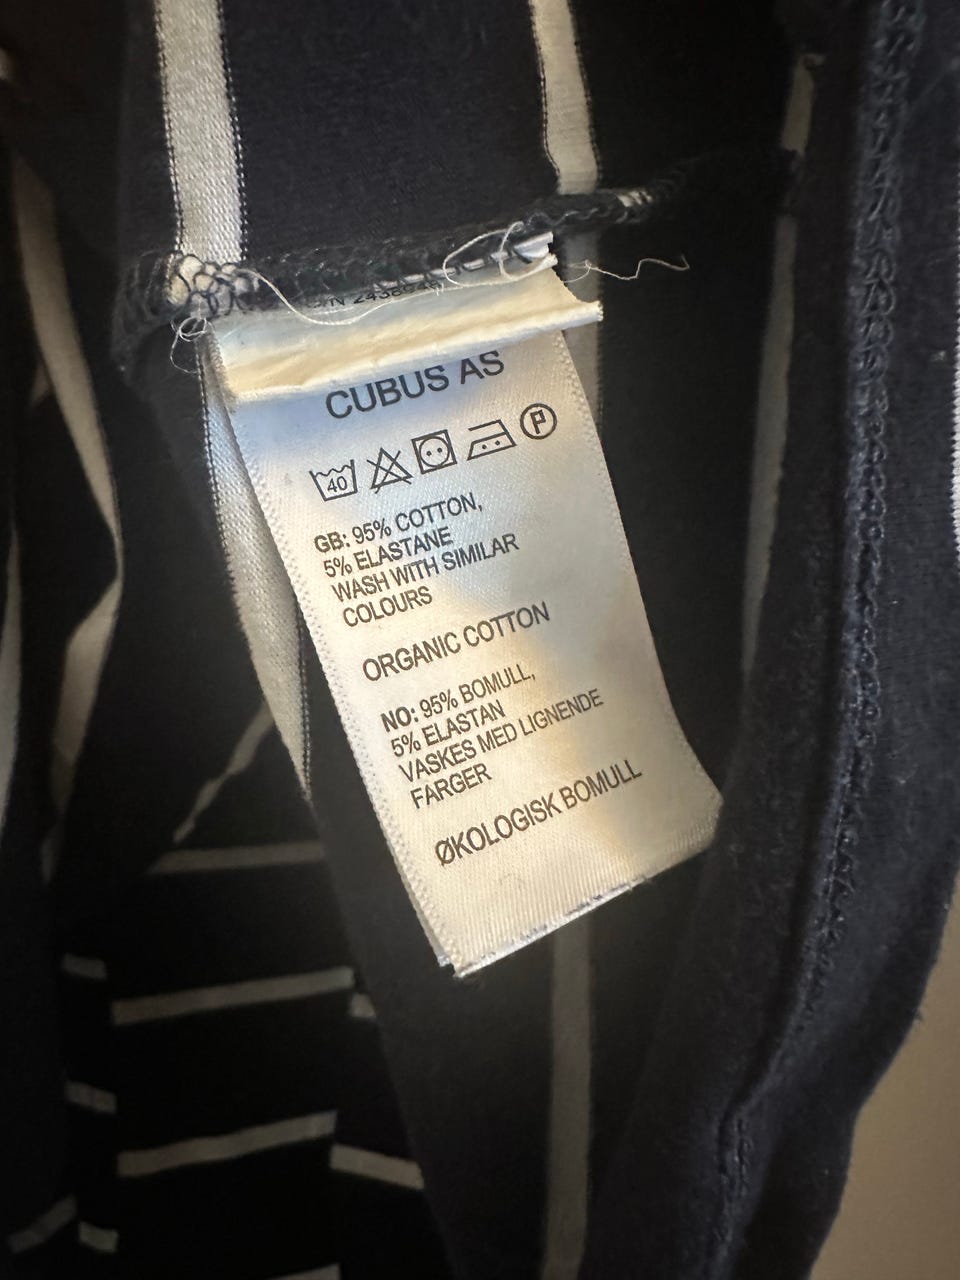 CUBUS AS
40 P
GB: 95% COTTON,
5% ELASTANE
WASH WITH SIMILAR
COLOURS
ORGANIC COTTON
NO: 95% BOMULL,
5% ELASTAN
VASKES MED LIGNENDE
FARGER
ØKOLOGISK BOMULL